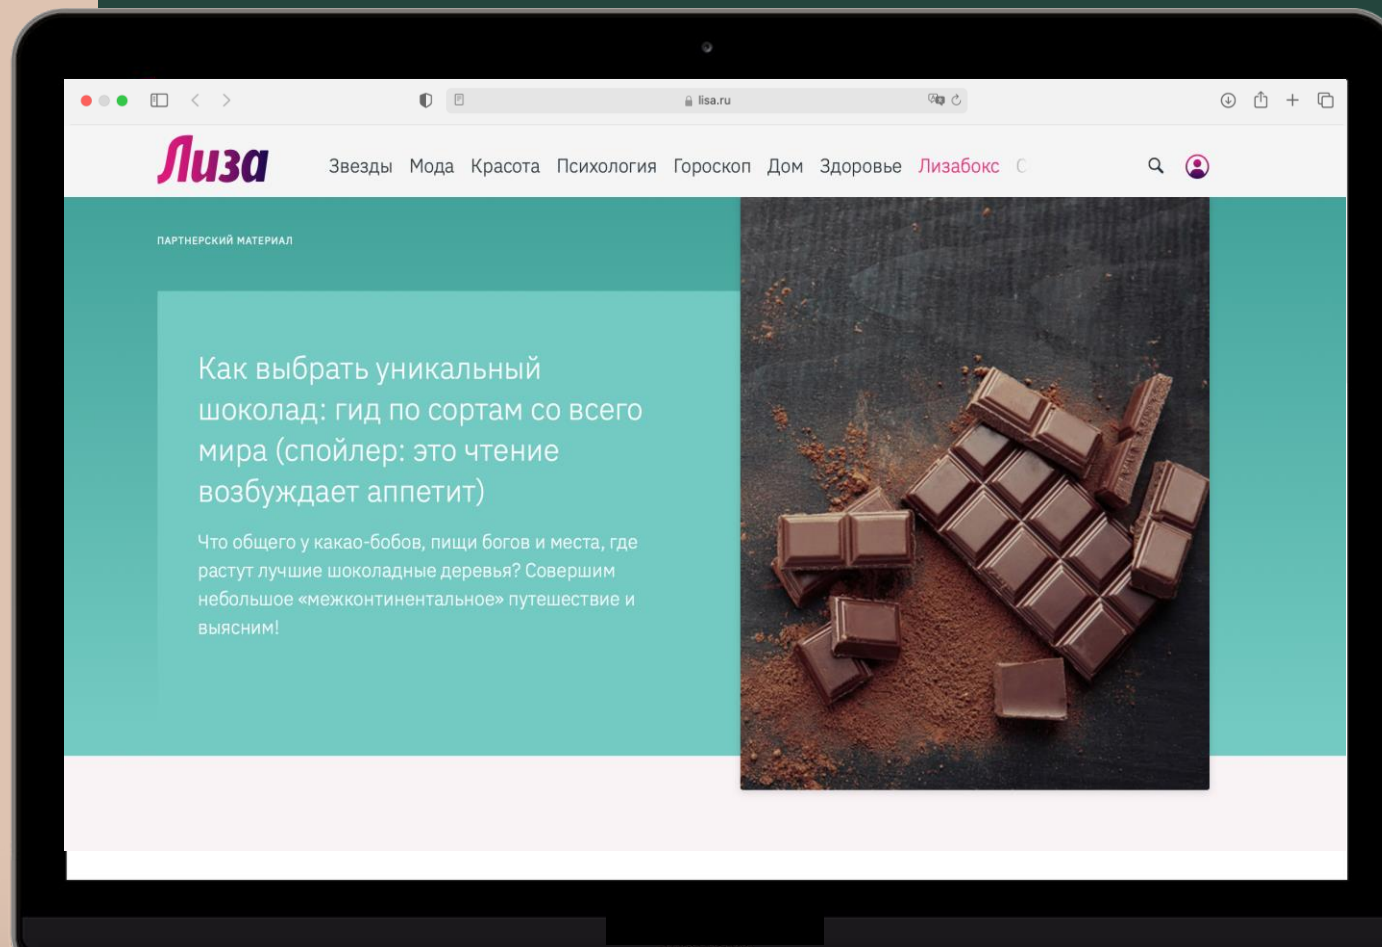 lisa.ru
Лиза
Звезды Мода Красота Психология Гороскоп Дом Здоровье Лизабокс С
ПАРТНЕРСКИЙ МАТЕРИАЛ
Как выбрать уникальный
шоколад: гид по сортам со всего
мира (спойлер: это чтение
возбуждает аппетит)
Что общего у какао-бобов, пищи богов и места, где
растут лучшие шоколадные деревья? Совершим
небольшое «межконтинентальное» путешествие и
выясним!